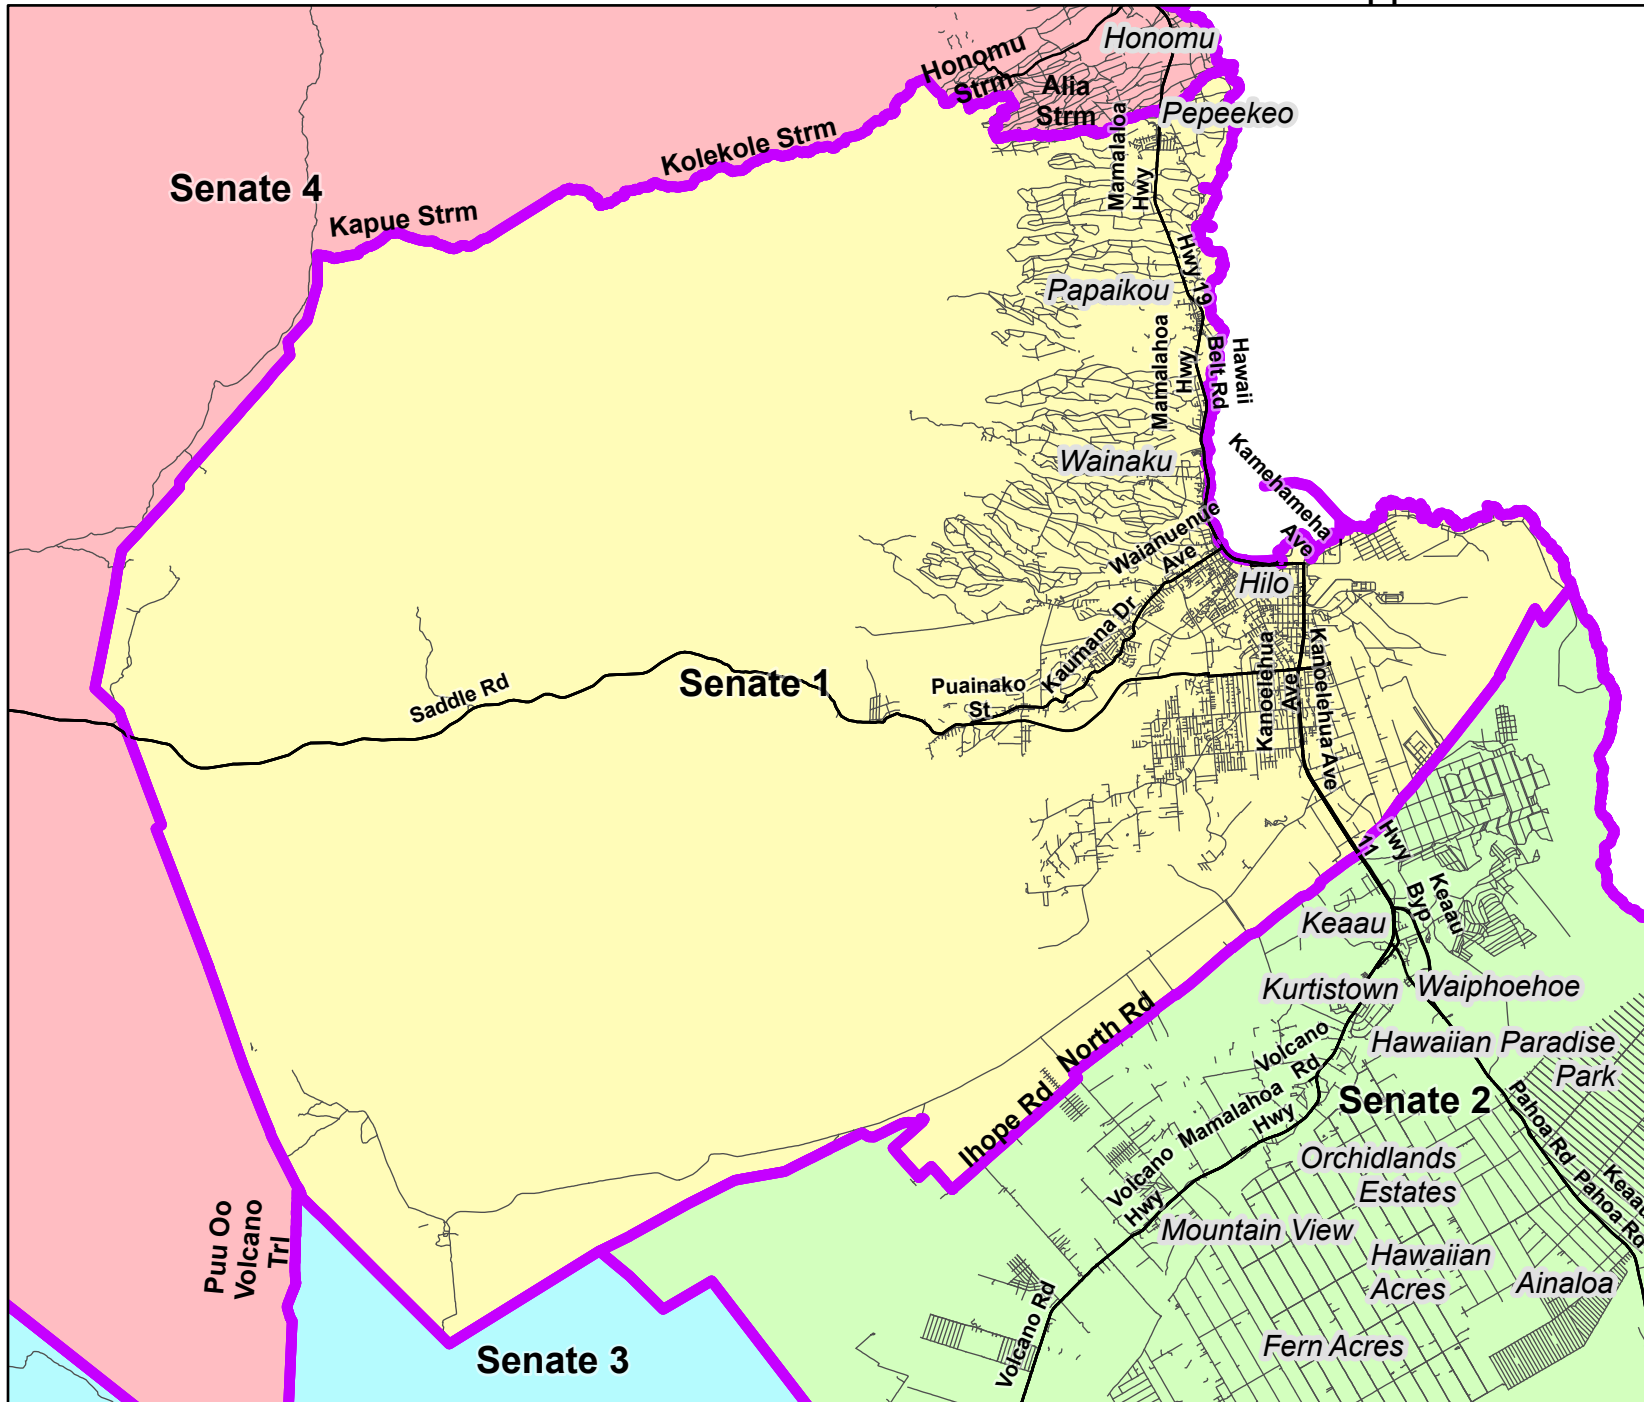 Honomu
Honomu
Strm
Alia
Strm
Pepeekeo
Mamalaloa
Hwy
Kolekole Strm
Senate 4
Kapue Strm
Hwy 19
Papaikou
Mamalahoa
Hwy
Hawaii
Belt Rd
Wainaku
Kamehameha
Ave
Waianuenue
Ave
Hilo
Kaumana Dr
Kanoelehua
Ave
Kanoelehua Ave
Senate 1
Puainako
St
Saddle Rd
Hwy
11
Keaau
Byp
Keaau
Kurtistown
Waiphoehoe
North Rd
Volcano
Rd
Hawaiian Paradise
Park
Ihope Rd
Mamalahoa
Hwy
Senate 2
Pahoa Rd
Orchidlands
Estates
Volcano
Hwy
Pahoa Rd
Puu Oo
Volcano
Trl
Mountain View
Hawaiian
Acres
Ainaloa
Volcano Rd
Senate 3
Fern Acres